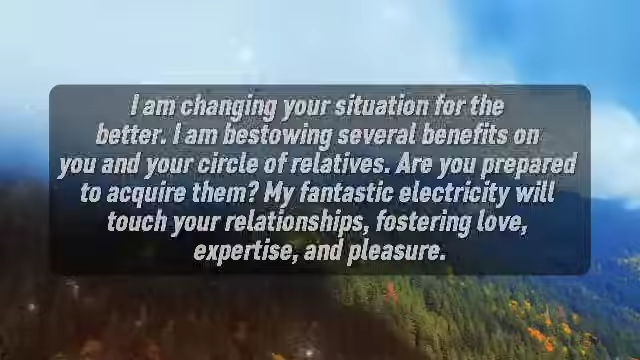 I am changing your situation for the
better. I am bestowing several benefits on
you and your circle of relatives. Are you prepared
to acquire them? My fantastic electricity will
touch your relationships, fostering love,
expertise, and pleasure.